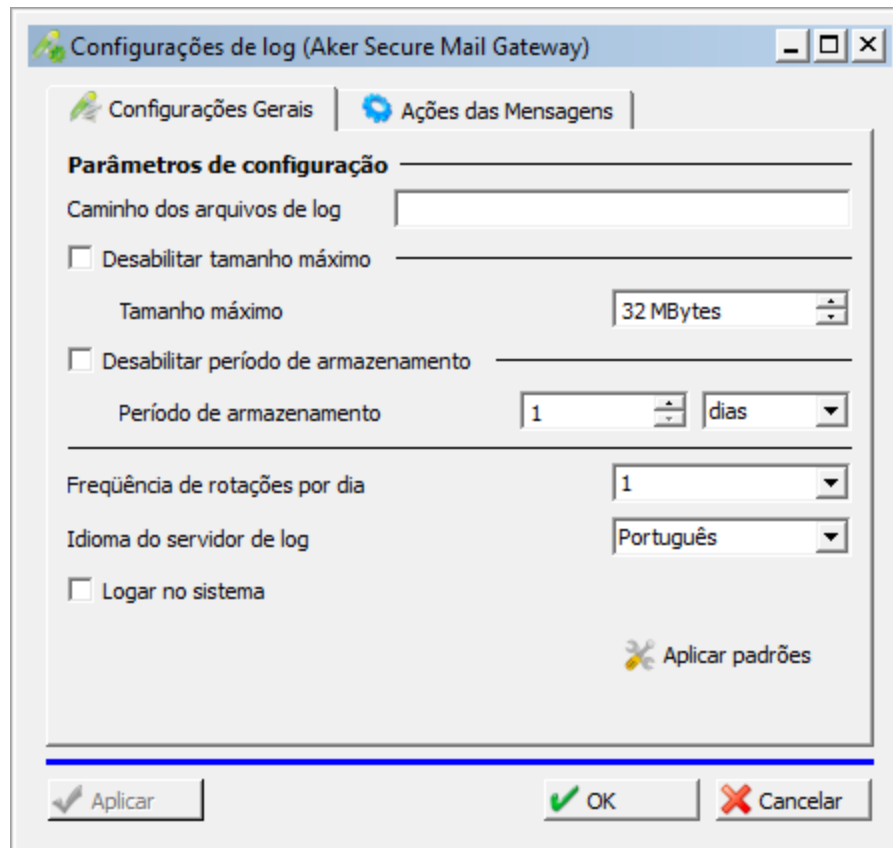 Configurações de log (Aker Secure Mail Gateway)
Configurações Gerais Ações das Mensagens
Parâmetros de configuração
Caminho dos arquivos de log
Desabilitar tamanho máximo
Tamanho máximo 32 MBytes
Desabilitar período de armazenamento
Período de armazenamento 1 dias
Freqüência de rotações por dia 1
Idioma do servidor de log Português
Logar no sistema
Aplicar padrões
Aplicar OK Cancelar